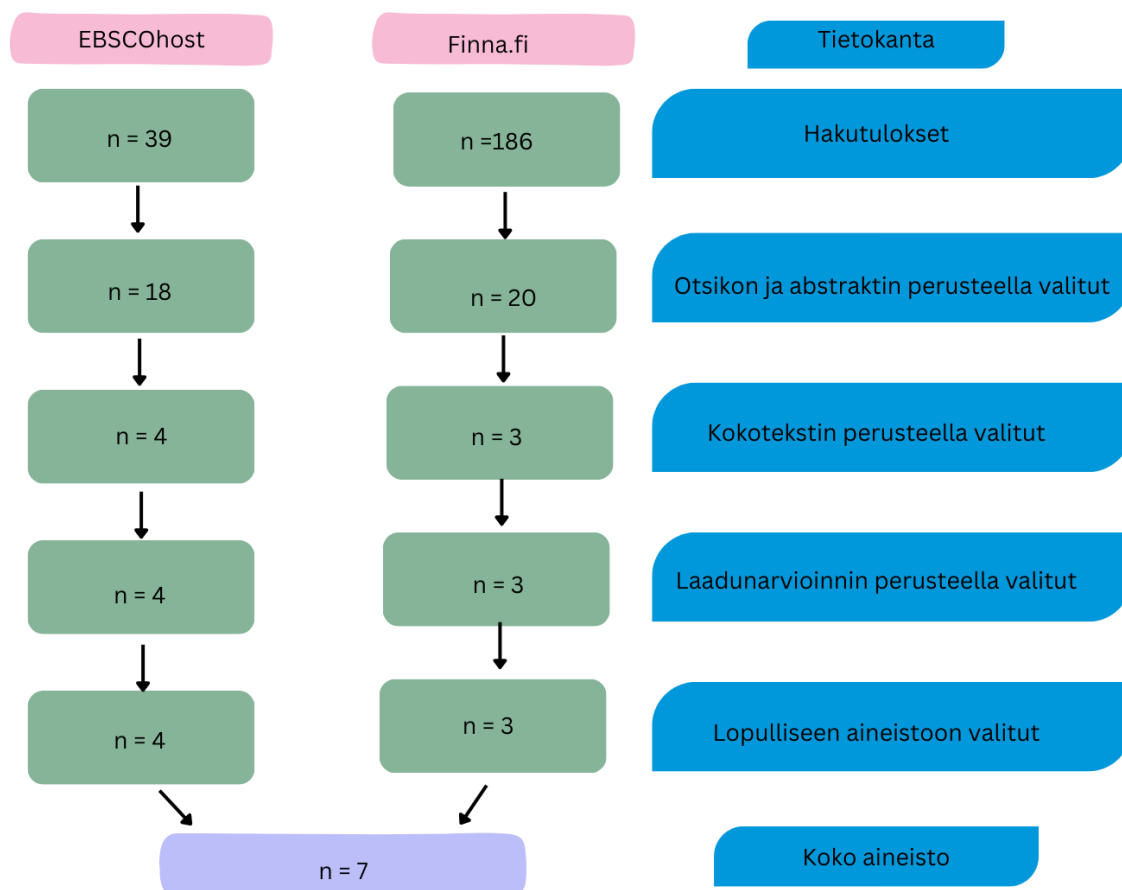 EBSCOhost
Finna.fi
Tietokanta
n = 39
n =186
Hakutulokset
n = 18
n = 20
Otsikon ja abstraktin perusteella valitut
n = 4
n = 3
Kokotekstin perusteella valitut
n = 4
n = 3
Laadunarvioinnin perusteella valitut
n = 4
n = 3
Lopulliseen aineistoon valitut
n = 7
Koko aineisto